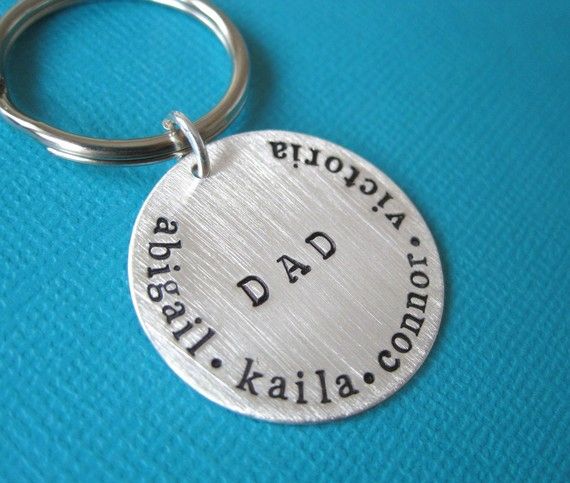 DAD
abigail • kaila • connor • victoria